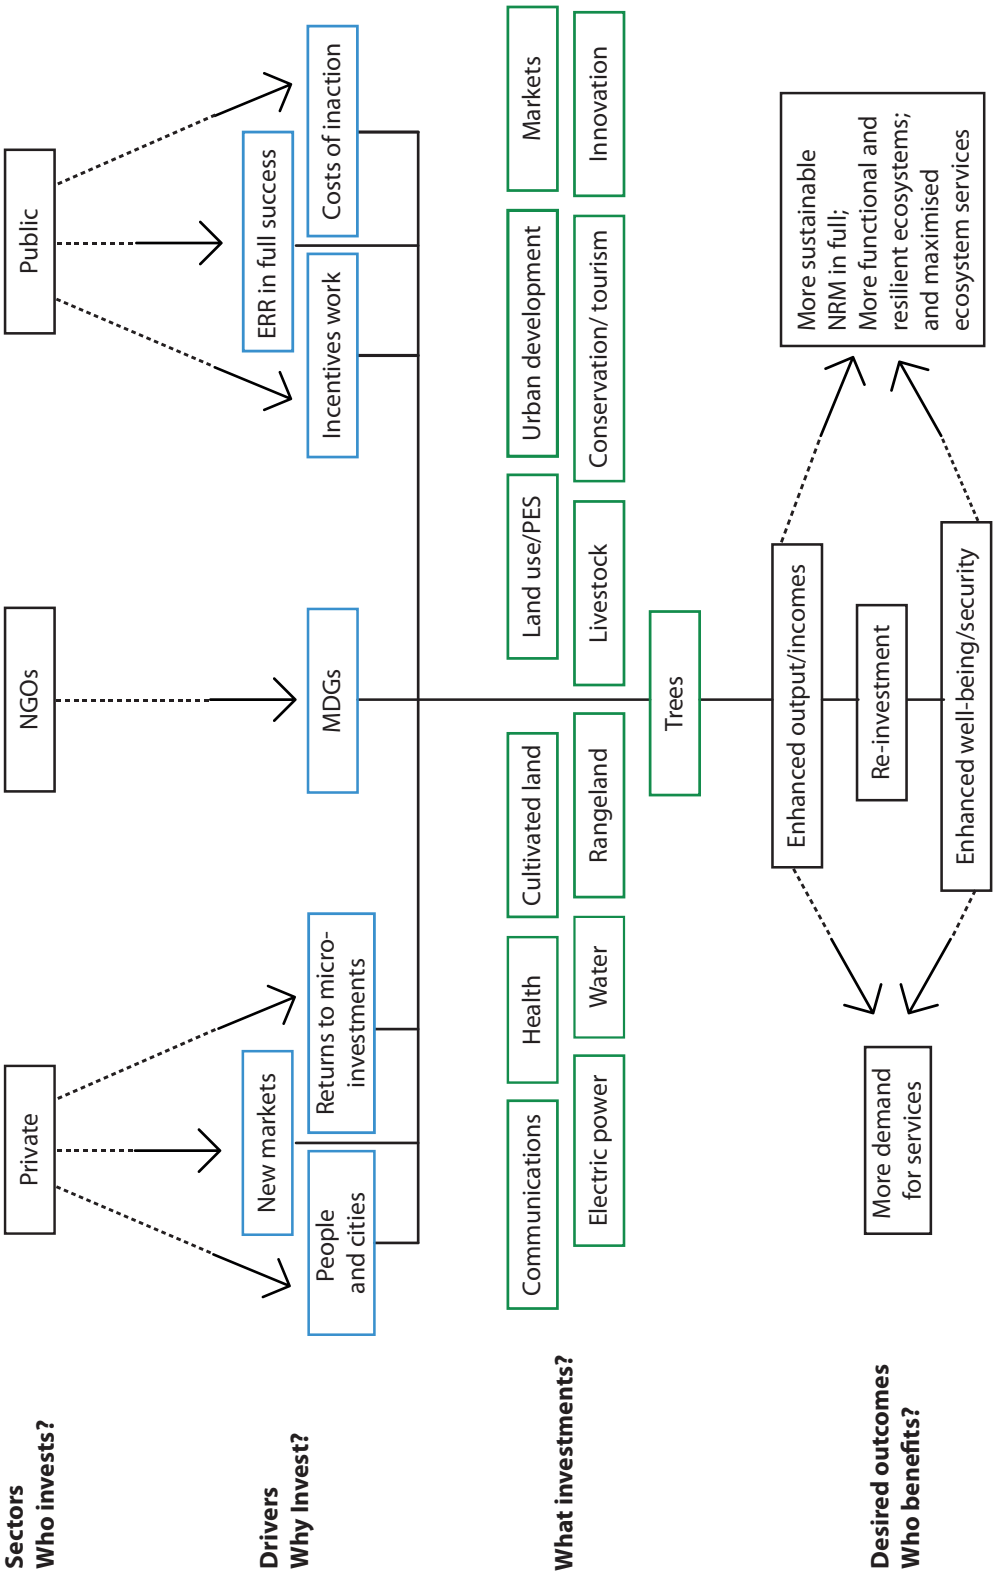 Sectors
Who invests?
Private
NGOs
Public
Drivers
Why Invest?
New markets
ERR in full success
People
and cities
Returns to micro-
investments
MDGs
Incentives work
Costs of inaction
What investments?
Communications
Health
Cultivated land
Land use/PES
Urban development
Markets
Electric power
Water
Rangeland
Livestock
Conservation/ tourism
Innovation
Trees
Desired outcomes
Who benefits?
More demand
for services
Enhanced output/incomes
Re-investment
Enhanced well-being/security
More sustainable
NRM in full;
More functional and
resilient ecosystems;
and maximised
ecosystem services